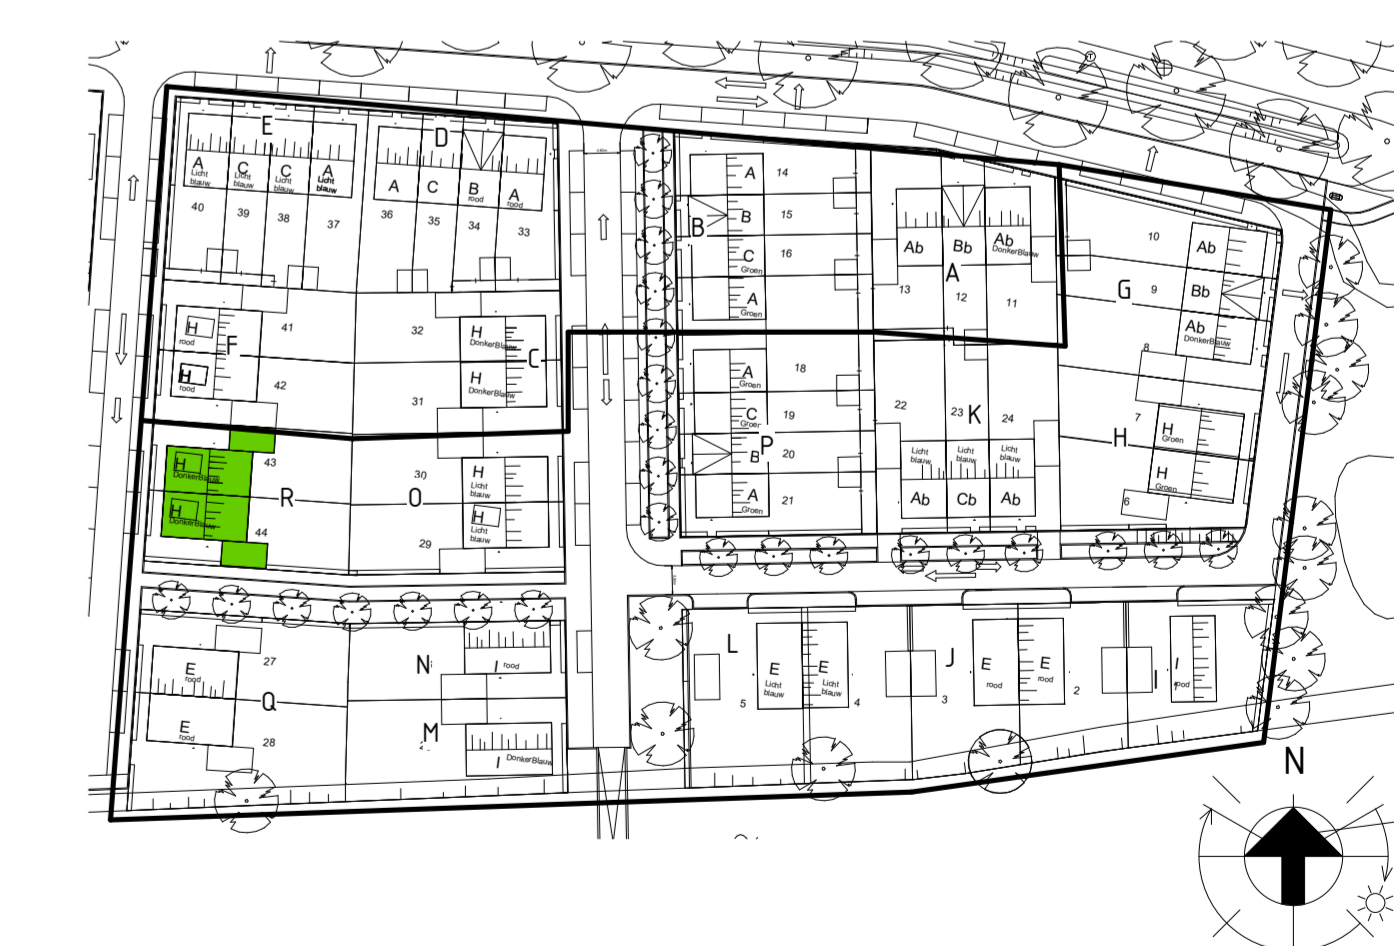 E
D
A
Licht
blauw
C
Licht
blauw
C
Licht
blauw
A
Licht
blauw
A
C
B
rood
A
rood
40
39
38
37
36
35
34
33
A
14
B
B
15
C
Groen
16
A
Groen
Ab
Bb
Ab
DonkerBlauw
A
13
12
11
10
Ab
G
9
Bb
Ab
DonkerBlauw
8
H
rood
F
41
H
rood
42
32
H
DonkerBlauw
C
H
DonkerBlauw
31
A
Groen
18
C
Groen
19
P
B
20
A
Groen
21
22
23
K
24
Licht
blauw
Licht
blauw
Licht
blauw
Ab
Cb
Ab
7
H
H
Groen
H
Groen
6
H
DonkerBlauw
43
R
H
DonkerBlauw
44
30
O
H
Licht
blauw
H
Licht
blauw
29
27
E
rood
Q
E
rood
28
N
I
rood
M
I
DonkerBlauw
L
E
Licht
blauw
E
Licht
blauw
5
4
J
E
rood
E
rood
3
2
I
I
rood
N